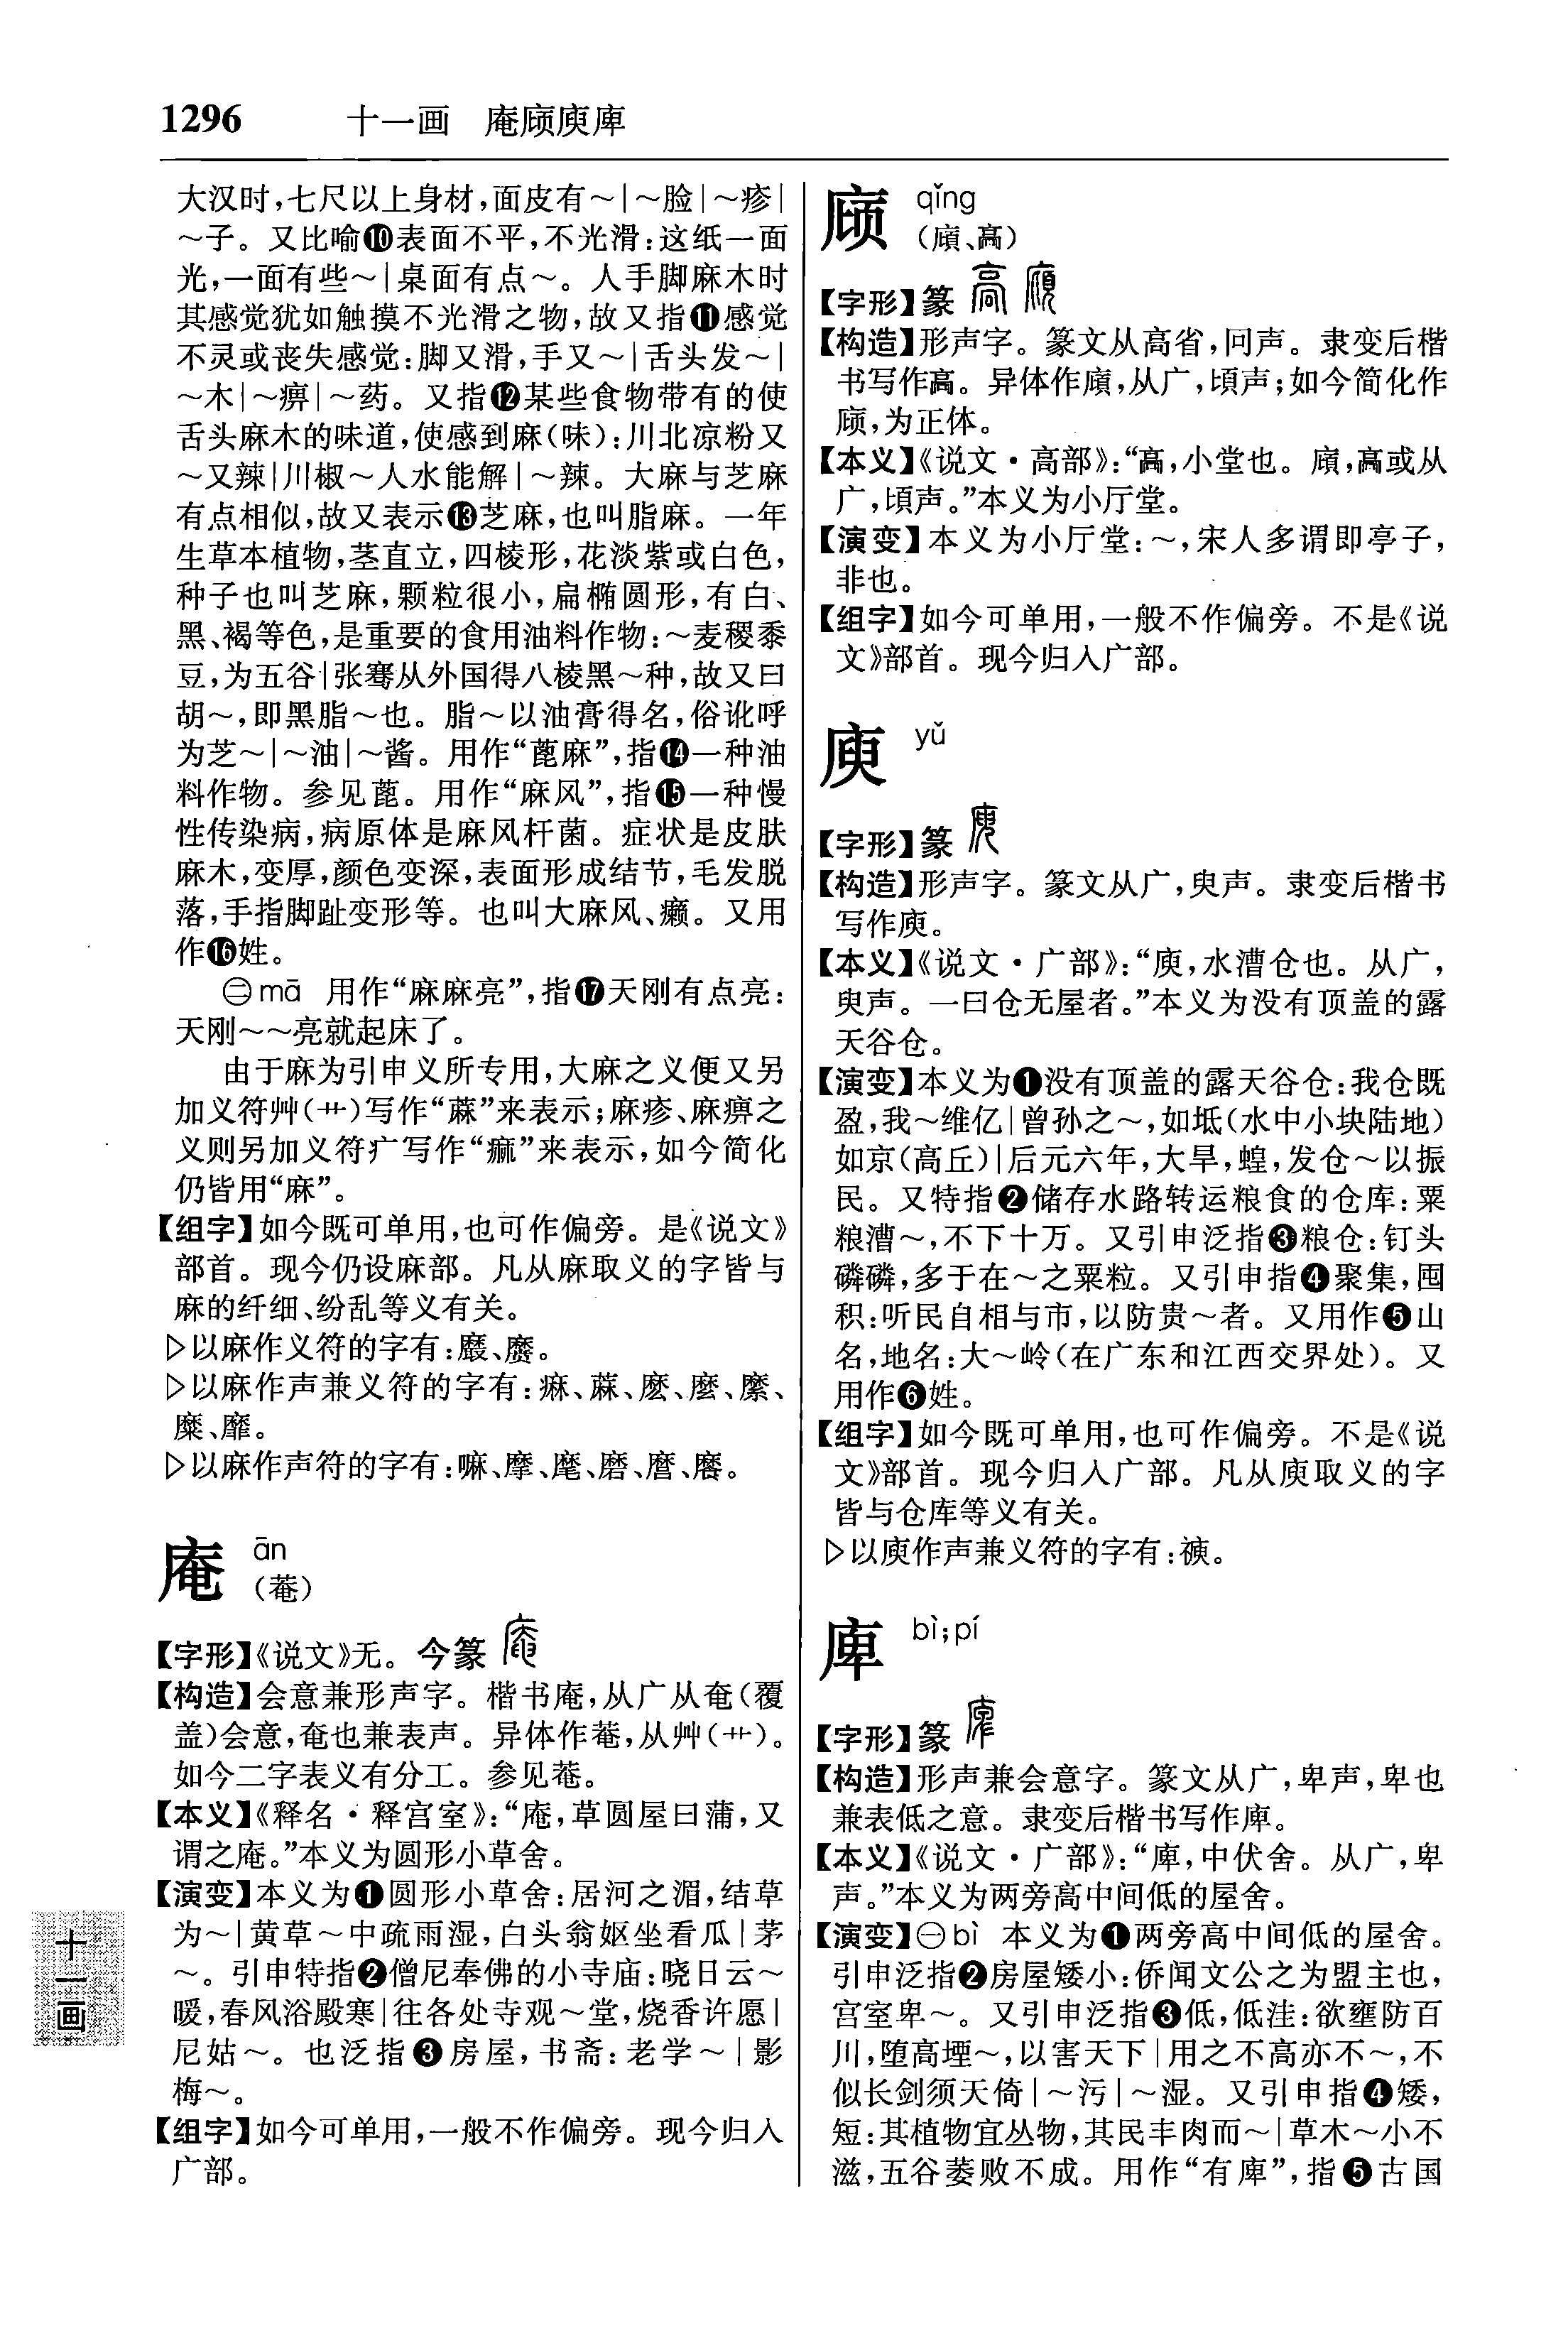 1296 十一画 庵庼庾庳
大汉时,七尺以上身材,面皮有～|～脸|～疹|
～子。又比喻❿表面不平,不光滑:这纸一面
光,一面有些～|桌面有点～。人手脚麻木时
其感觉犹如触摸不光滑之物,故又指⓫感觉
不灵或丧失感觉:脚又滑,手又～|舌头发～|
～木|～痹|～药。又指⓬某些食物带有的使
舌头麻木的味道,使感到麻(味):川北凉粉又
～又辣|川椒～人水能解|～辣。大麻与芝麻
有点相似,故又表示⓭芝麻,也叫脂麻。一年
生草本植物,茎直立,四棱形,花淡紫或白色,
种子也叫芝麻,颗粒很小,扁椭圆形,有白、
黑、褐等色,是重要的食用油料作物:～麦稷黍
豆,为五谷|张骞从外国得八棱黑～种,故又曰
胡～,即黑脂～也。脂～以油膏得名,俗讹呼
为芝～|～油|～酱。用作“蓖麻”,指⓮一种油
料作物。参见蓖。用作“麻风”,指⓯一种慢
性传染病,病原体是麻风杆菌。症状是皮肤
麻木,变厚,颜色变深,表面形成结节,毛发脱
落,手指脚趾变形等。也叫大麻风、癞。又用
作⓰姓。
㊁mā 用作“麻麻亮”,指⓱天刚有点亮:
天刚～～亮就起床了。
由于麻为引申义所专用,大麻之义便又另
加义符艸(艹)写作“蔴”来表示;麻疹、麻痹之
义则另加义符疒写作“痲”来表示,如今简化
仍皆用“麻”。
【组字】如今既可单用,也可作偏旁。是《说文》
部首。现今仍设麻部。凡从麻取义的字皆与
麻的纤细、纷乱等义有关。
▷以麻作义符的字有:黀、黂。
▷以麻作声兼义符的字有:痲、蔴、麽、麼、縻、
糜、靡。
▷以麻作声符的字有:嘛、摩、麾、磨、麿、黁。
庵 ān
(菴)
【字形】《说文》无。今篆
【构造】会意兼形声字。楷书庵,从广从奄(覆
盖)会意,奄也兼表声。异体作菴,从艸(艹)。
如今二字表义有分工。参见菴。
【本义】《释名·释宫室》:“庵,草圆屋曰蒲,又
谓之庵。”本义为圆形小草舍。
【演变】本义为❶圆形小草舍:居河之湄,结草
为～|黄草～中疏雨湿,白头翁妪坐看瓜|茅
～。引申特指❷僧尼奉佛的小寺庙:晓日云～
暖,春风浴殿寒|往各处寺观～堂,烧香许愿|
尼姑～。也泛指❸房屋,书斋:老学～|影
梅～。
【组字】如今可单用,一般不作偏旁。现今归入
广部。
庼 qǐng
(廎、髙)
【字形】篆
【构造】形声字。篆文从高省,冋声。隶变后楷
书写作髙。异体作廎,从广,頃声;如今简化作
庼,为正体。
【本义】《说文·高部》:“髙,小堂也。廎,髙或从
广,頃声。”本义为小厅堂。
【演变】本义为小厅堂:～,宋人多谓即亭子,
非也。
【组字】如今可单用,一般不作偏旁。不是《说
文》部首。现今归入广部。
庾 yǔ
【字形】篆
【构造】形声字。篆文从广,臾声。隶变后楷书
写作庾。
【本义】《说文·广部》:“庾,水漕仓也。从广,
臾声。一曰仓无屋者。”本义为没有顶盖的露
天谷仓。
【演变】本义为❶没有顶盖的露天谷仓:我仓既
盈,我～维亿|曾孙之～,如坻(水中小块陆地)
如京(高丘)|后元六年,大旱,蝗,发仓～以振
民。又特指❷储存水路转运粮食的仓库:粟
粮漕～,不下十万。又引申泛指❸粮仓:钉头
磷磷,多于在～之粟粒。又引申指❹聚集,囤
积:听民自相与市,以防贵～者。又用作❺山
名,地名:大～岭(在广东和江西交界处)。又
用作❻姓。
【组字】如今既可单用,也可作偏旁。不是《说
文》部首。现今归入广部。凡从庾取义的字
皆与仓库等义有关。
▷以庾作声兼义符的字有:㢏。
庳 bì;pí
【字形】篆
【构造】形声兼会意字。篆文从广,卑声,卑也
兼表低之意。隶变后楷书写作庳。
【本义】《说文·广部》:“庳,中伏舍。从广,卑
声。”本义为两旁高中间低的屋舍。
【演变】㊀bì 本义为❶两旁高中间低的屋舍。
引申泛指❷房屋矮小:侨闻文公之为盟主也,
宫室卑～。又引申泛指❸低,低洼:欲壅防百
川,堕高堙～,以害天下|用之不高亦不～,不
似长剑须天倚|～污|～湿。又引申指❹矮,
短:其植物宜丛物,其民丰肉而～|草木～小不
滋,五谷萎败不成。用作“有庳”,指❺古国
十一画